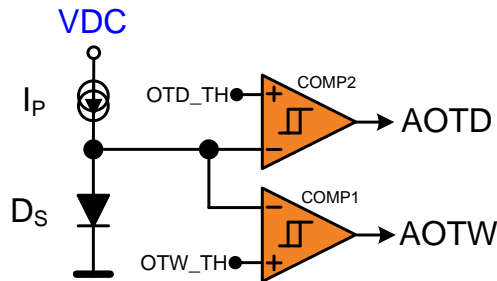 VDC
IP
OTD_TH
+
COMP2
−
AOTD
DS
−
COMP1
OTW_TH
+
AOTW